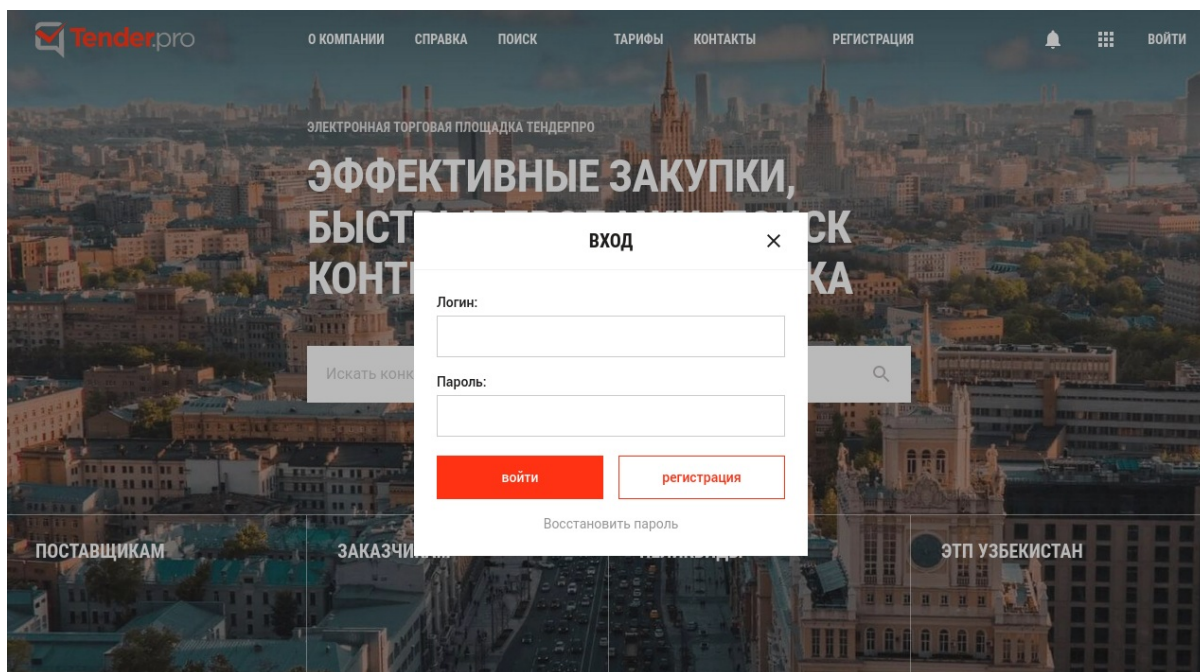 Tender.pro
О КОМПАНИИ СПРАВКА ПОИСК ТАРИФЫ КОНТАКТЫ РЕГИСТРАЦИЯ ВОЙТИ
ЭЛЕКТРОННАЯ ТОРГОВАЯ ПЛОЩАДКА ТЕНДЕРПРО
ЭФФЕКТИВНЫЕ ЗАКУПКИ,
ВХОД
Логин:
Искать
Пароль:
войти регистрация
Восстановить пароль
ПОСТАВЩИКАМ
ЭТП УЗБЕКИСТАН